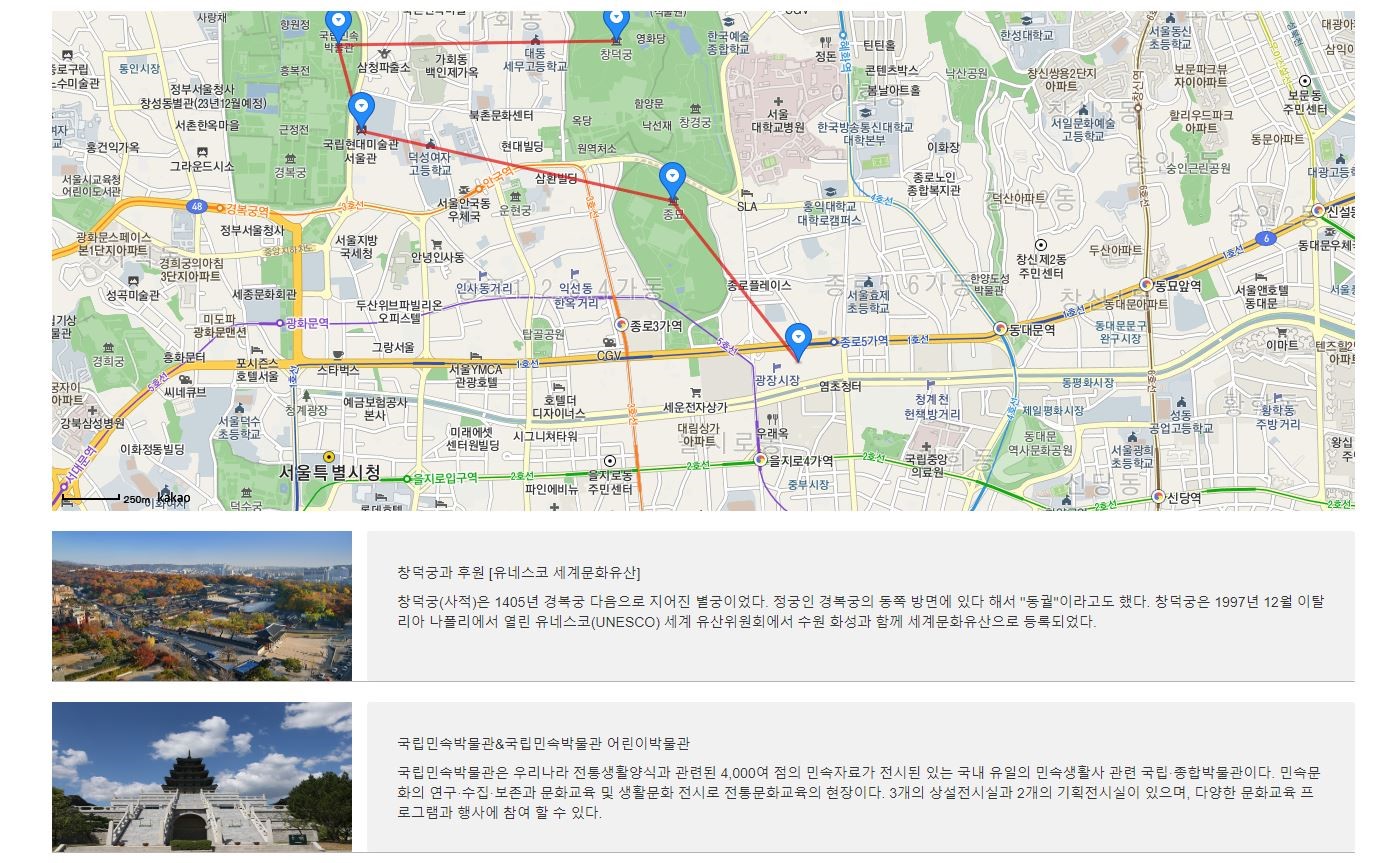 사랑채
향원정
국립민속
박물관
가회동
영화당
창덕궁
한국예술
종합학교
CGV
정돈
틴틴홀
한성대학교
서울동신
초등학교
통인시장
흥복전
삼청파출소
가회동
백인제가옥
대동
세무고등학교
콘텐츠박스
낙산공원
창신쌍용2단지
아파트
보문파크뷰
자이아파트
보문동
주민센터
정부서울청사
창성동별관(23년12월예정)
봄날아트홀
서촌한옥마을
근정전
국립현대미술관
서울관
북촌문화센터
함양문
옥당
낙선재
창경궁
서울
대학교병원
한국방송통신대학교
대학본부
서일문화예술
고등학교
할리우드파크
아파트
동문아파트
홍건익가옥
그라운드시소
경복궁
덕성여자
고등학교
현대빌딩
원역처소
이화장
숭인근린공원
서울시교육청
어린이도서관
안국역
삼환빌딩
종로노인
종합복지관
서울안국동
우체국
운현궁
종묘
SLA
홍익대학교
대학로캠퍼스
4호선
덕산아파트
48
경복궁역
3호선
정부서울청사
광화문스페이스
본1단지아파트
서울지방
국세청
안녕인사동
창신제2동
주민센터
두산아파트
6
경희궁의아침
3단지아파트
성곡미술관
세종문화회관
인사동거리
익선동
한옥거리
종로플레이스
서울효제
초등학교
한양도성
박물관
동묘앞역
서울앤호텔
동대문
두산위브파빌리온
오피스텔
미도파
광화문맨션
광화문역
탑골공원
종로3가역
종로5가역
1호선
동대문역
동대문아파트
동대문문구
완구시장
이마트
경희궁
흥화문터
포시즌스
호텔서울
그랑서울
스타벅스
서울YMCA
관광호텔
1호선
CGV
5호선
광장시장
염초청터
동평화시장
씨네큐브
청계광장
예금보험공사
본사
호텔더
디자이너스
세운전자상가
청계천
헌책방거리
제일평화시장
성동
공업고등학교
황학동
주방거리
강북삼성병원
서울덕수
초등학교
이화정동빌딩
미래에셋
센터원빌딩
시그니쳐타워
대림상가
아파트
우래옥
동대문
역사문화공원
서울광희
초등학교
서울특별시청
을지로입구역
2호선
을지로동
주민센터
2호선
을지로4가역
2호선
국립중앙
의료원
신당동
서대문역
250m
kakao
덕수궁
파인애비뉴
중부시장
신당역
2호선
창덕궁과 후원 [유네스코 세계문화유산]
창덕궁(사적)은 1405년 경복궁 다음으로 지어진 별궁이었다. 정궁인 경복궁의 동쪽 방면에 있다 해서 "동궐"이라고도 했다. 창덕궁은 1997년 12월 이탈
리아 나폴리에서 열린 유네스코(UNESCO) 세계 유산위원회에서 수원 화성과 함께 세계문화유산으로 등록되었다.
국립민속박물관&국립민속박물관 어린이박물관
국립민속박물관은 우리나라 전통생활양식과 관련된 4,000여 점의 민속자료가 전시된 있는 국내 유일의 민속생활사 관련 국립·종합박물관이다. 민속문
화의 연구·수집·보존과 문화교육 및 생활문화 전시로 전통문화교육의 현장이다. 3개의 상설전시실과 2개의 기획전시실이 있으며, 다양한 문화교육 프
로그램과 행사에 참여 할 수 있다.